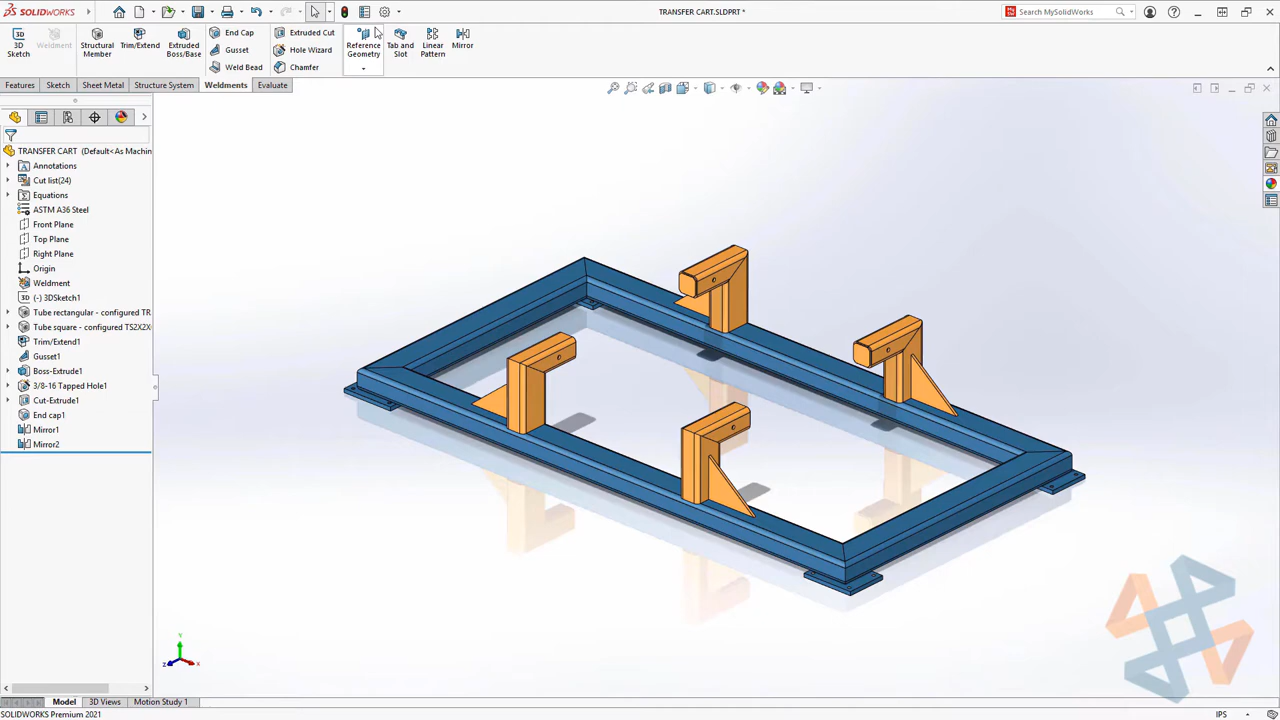 SOLIDWORKS
TRANSFER CART.SLDPRT *
Search MySolidWorks
3D Sketch
Weldment
Structural Member
Trim/Extend
Extruded Boss/Base
End Cap
Gusset
Weld Bead
Extruded Cut
Hole Wizard
Chamfer
Reference Geometry
Tab and Slot
Linear Pattern
Mirror
Features
Sketch
Sheet Metal
Structure System
Weldments
Evaluate
TRANSFER CART (Default<As Machin
Annotations
Cut list(24)
Equations
ASTM A36 Steel
Front Plane
Top Plane
Right Plane
Origin
Weldment
(-) 3DSketch1
Tube rectangular - configured TR
Tube square - configured TS2X2X
Trim/Extend1
Gusset1
Boss-Extrude1
3/8-16 Tapped Hole1
Cut-Extrude1
End cap1
Mirror1
Mirror2
Y
Z
X
Model
3D Views
Motion Study 1
SOLIDWORKS Premium 2021
IPS